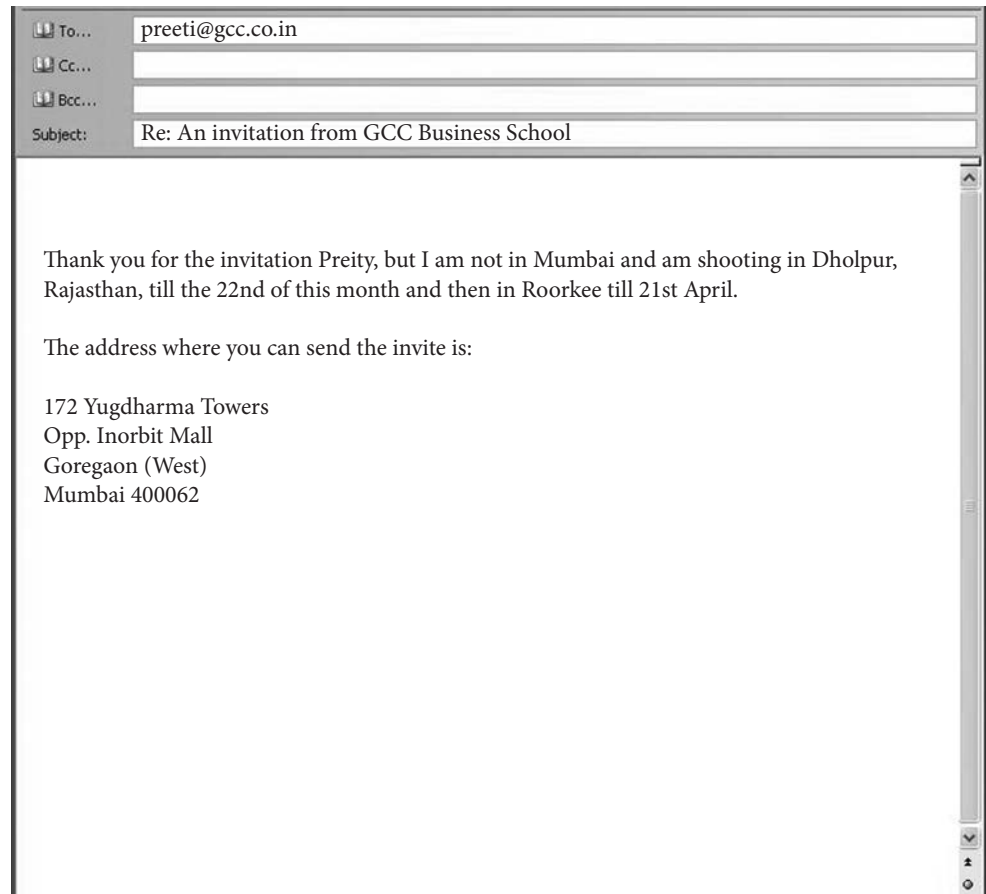 To...
preeti@gcc.co.in
Cc...
Bcc...
Subject:
Re: An invitation from GCC Business School
Thank you for the invitation Preity, but I am not in Mumbai and am shooting in Dholpur,
Rajasthan, till the 22nd of this month and then in Roorkee till 21st April.
The address where you can send the invite is:
172 Yugdharma Towers
Opp. Inorbit Mall
Goregaon (West)
Mumbai 400062